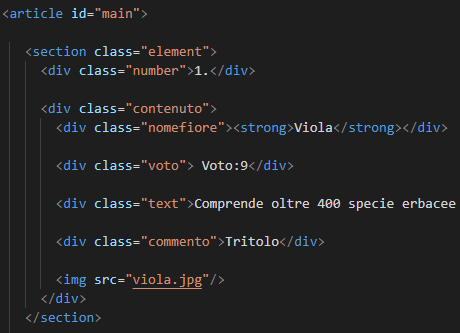 <article id="main">
<section class="element">
<div class="number">1.</div>
<div class="contenuto">
<div class="nomefiore"><strong>Viola</strong></div>
<div class="voto"> Voto:9</div>
<div class="text">Comprende oltre 400 specie erbacee
<div class="commento">Tritolo</div>
<img src="viola.jpg"/>
</div>
</section>